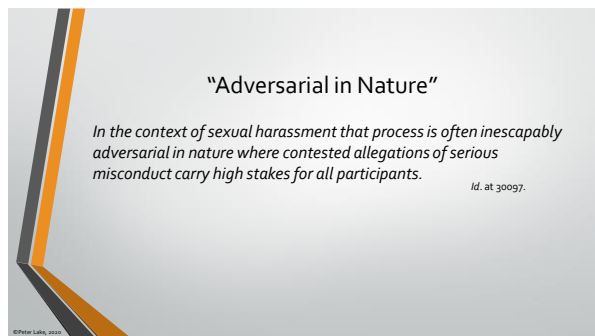 “Adversarial in Nature”
In the context of sexual harassment that process is often inescapably
adversarial in nature where contested allegations of serious
misconduct carry high stakes for all participants.
Id. at 30097.
©Peter Lake, 2020